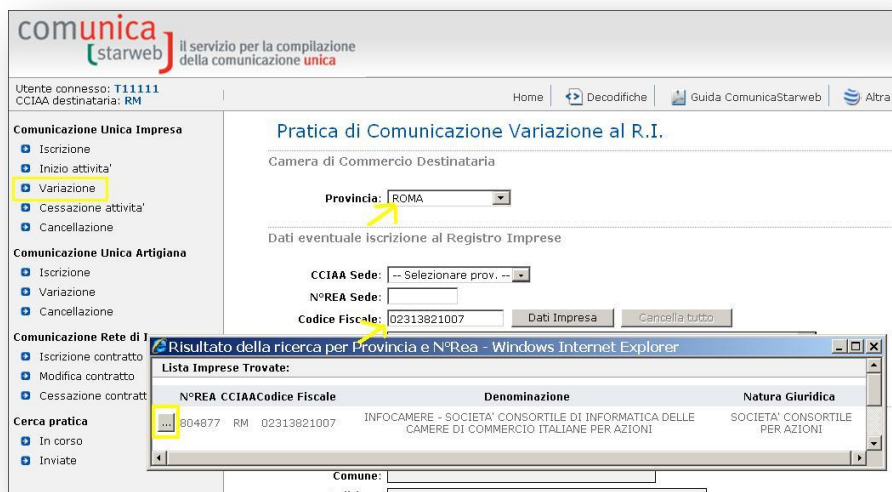 comunica
[starweb]
il servizio per la compilazione
della comunicazione unica
Utente connesso: T11111
CCIAA destinataria: RM
Home
Decodifiche
Guida ComunicaStarweb
Altra
Comunicazione Unica Impresa
Iscrizione
Inizio attivita'
Variazione
Cessazione attivita'
Cancellazione
Comunicazione Unica Artigiana
Iscrizione
Variazione
Cancellazione
Comunicazione Rete di I
Iscrizione contratto
Modifica contratto
Cessazione contratt
Cerca pratica
In corso
Inviate
Pratica di Comunicazione Variazione al R.I.
Camera di Commercio Destinataria
Provincia: ROMA
Dati eventuale iscrizione al Registro Imprese
CCIAA Sede: -- Selezionare prov. --
N°REA Sede:
Codice Fiscale: 02313821007 Dati Impresa Cancella tutto
Risultato della ricerca per Provincia e N°Rea - Windows Internet Explorer
Lista Imprese Trovate:
N°REA CCIAA Codice Fiscale Denominazione Natura Giuridica
... 804877 RM 02313821007 INFOCAMERE - SOCIETA' CONSORTILE DI INFORMATICA DELLE SOCIETA' CONSORTILE
CAMERE DI COMMERCIO ITALIANE PER AZIONI PER AZIONI
Comune: